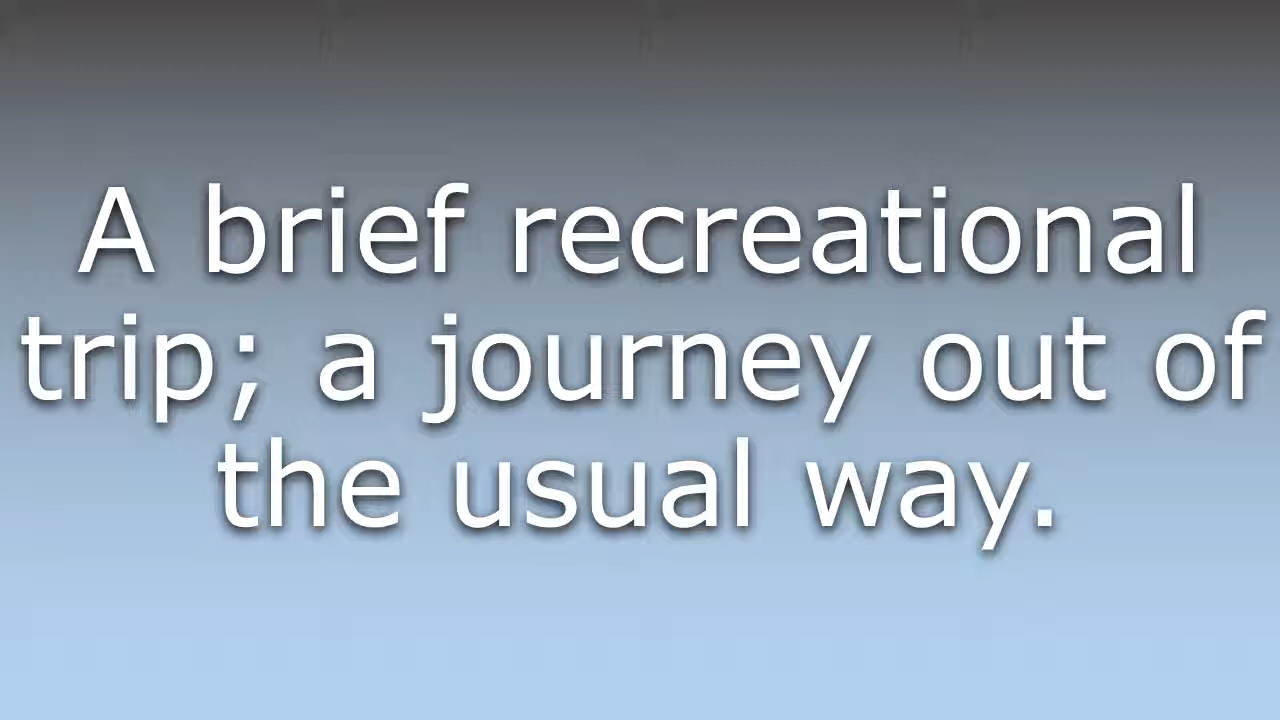 A brief recreational
trip; a journey out of
the usual way.